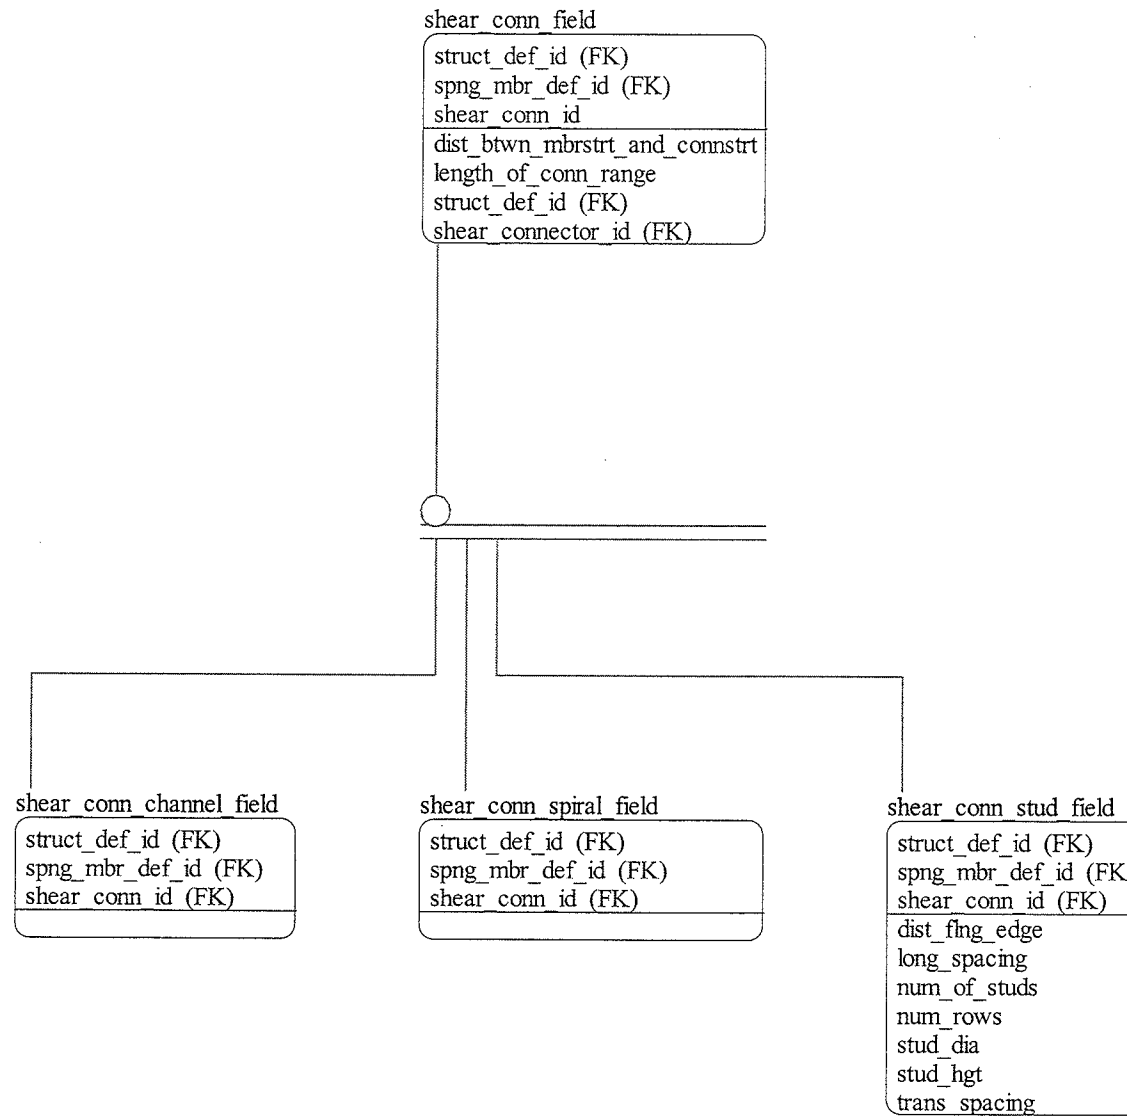 shear_conn_field
struct_def_id (FK)
spng_mbr_def_id (FK)
shear_conn_id
dist_btwn_mbrstrt_and_connstrt
length_of_conn_range
struct_def_id (FK)
shear_connector_id (FK)
shear_conn_channel_field
struct_def_id (FK)
spng_mbr_def_id (FK)
shear_conn_id (FK)
shear_conn_spiral_field
struct_def_id (FK)
spng_mbr_def_id (FK)
shear_conn_id (FK)
shear_conn_stud_field
struct_def_id (FK)
spng_mbr_def_id (FK
shear_conn_id (FK)
dist_flng_edge
long_spacing
num_of_studs
num_rows
stud_dia
stud_hgt
trans_spacing